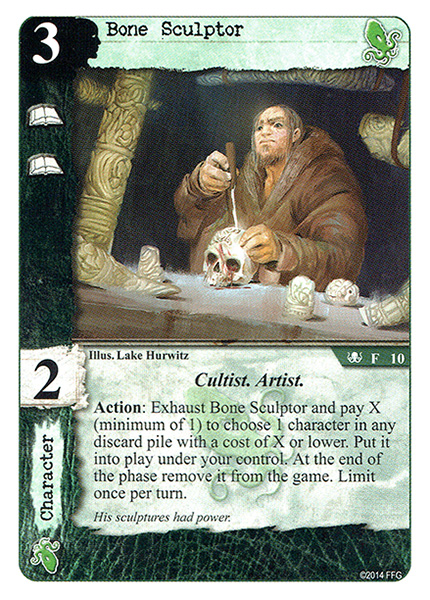 3
Bone Sculptor
Illus. Lake Hurwitz
F 10
2
Cultist. Artist.
Action: Exhaust Bone Sculptor and pay X
(minimum of 1) to choose 1 character in any
discard pile with a cost of X or lower. Put it
into play under your control. At the end of
the phase remove it from the game. Limit
once per turn.
His sculptures had power.
Character
©2014 FFG